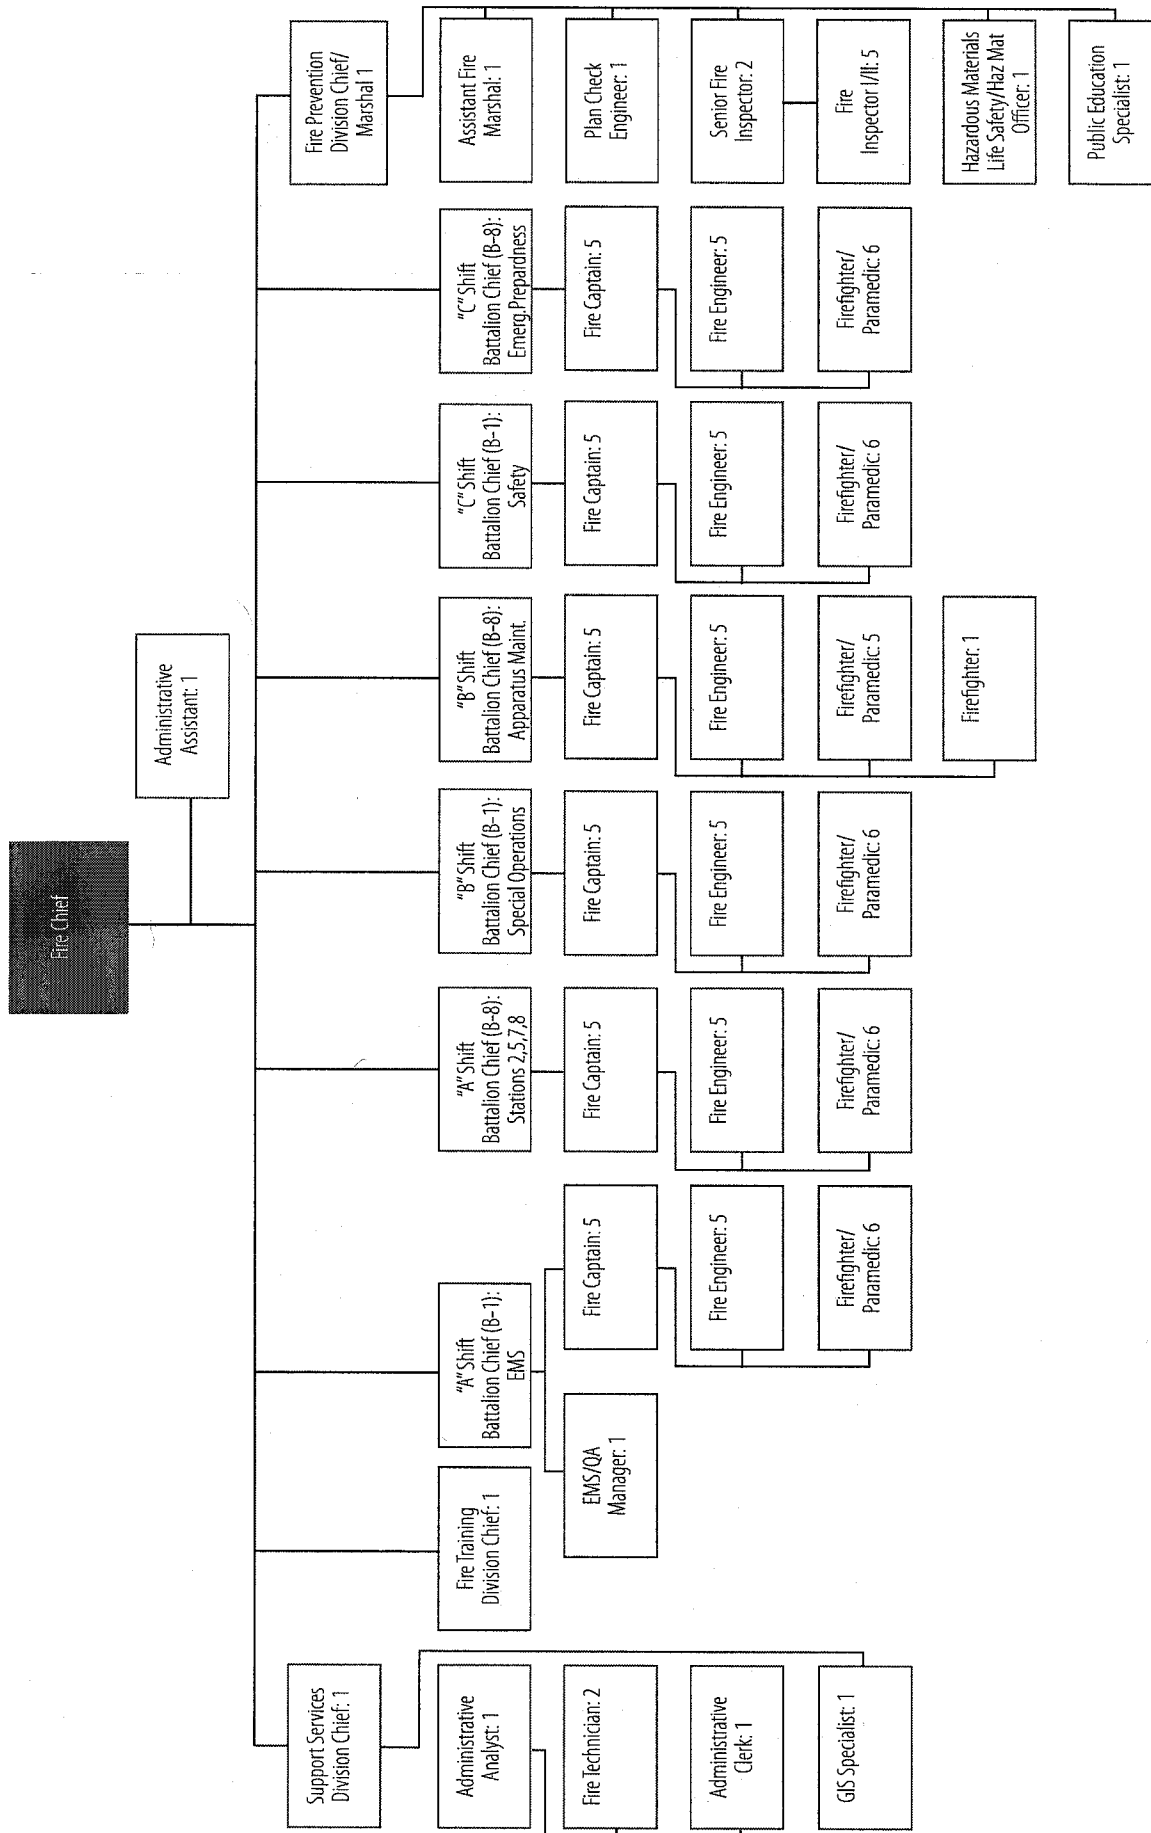 Fire Chief
Administrative
Assistant: 1
Support Services
Division Chief: 1
Administrative
Analyst: 1
Fire Technician: 2
Administrative
Clerk: 1
GIS Specialist: 1
Fire Training
Division Chief: 1
"A" Shift
Battalion Chief (B-1):
EMS
EMS/QA
Manager: 1
Fire Captain: 5
Fire Engineer: 5
Firefighter/
Paramedic: 6
"A" Shift
Battalion Chief (B-8):
Stations 2,5,7,8
Fire Captain: 5
Fire Engineer: 5
Firefighter/
Paramedic: 6
"B" Shift
Battalion Chief (B-1):
Special Operations
Fire Captain: 5
Fire Engineer: 5
Firefighter/
Paramedic: 6
"B" Shift
Battalion Chief (B-8):
Apparatus Maint.
Fire Captain: 5
Fire Engineer: 5
Firefighter/
Paramedic: 5
Firefighter: 1
"C" Shift
Battalion Chief (B-1):
Safety
Fire Captain: 5
Fire Engineer: 5
Firefighter/
Paramedic: 6
"C" Shift
Battalion Chief (B-8):
Emerg.Prepardness
Fire Captain: 5
Fire Engineer: 5
Firefighter/
Paramedic: 6
Fire Prevention
Division Chief/
Marshal 1
Assistant Fire
Marshal: 1
Plan Check
Engineer: 1
Senior Fire
Inspector: 2
Fire
Inspector I/II: 5
Hazardous Materials
Life Safety/Haz Mat
Officer: 1
Public Education
Specialist: 1